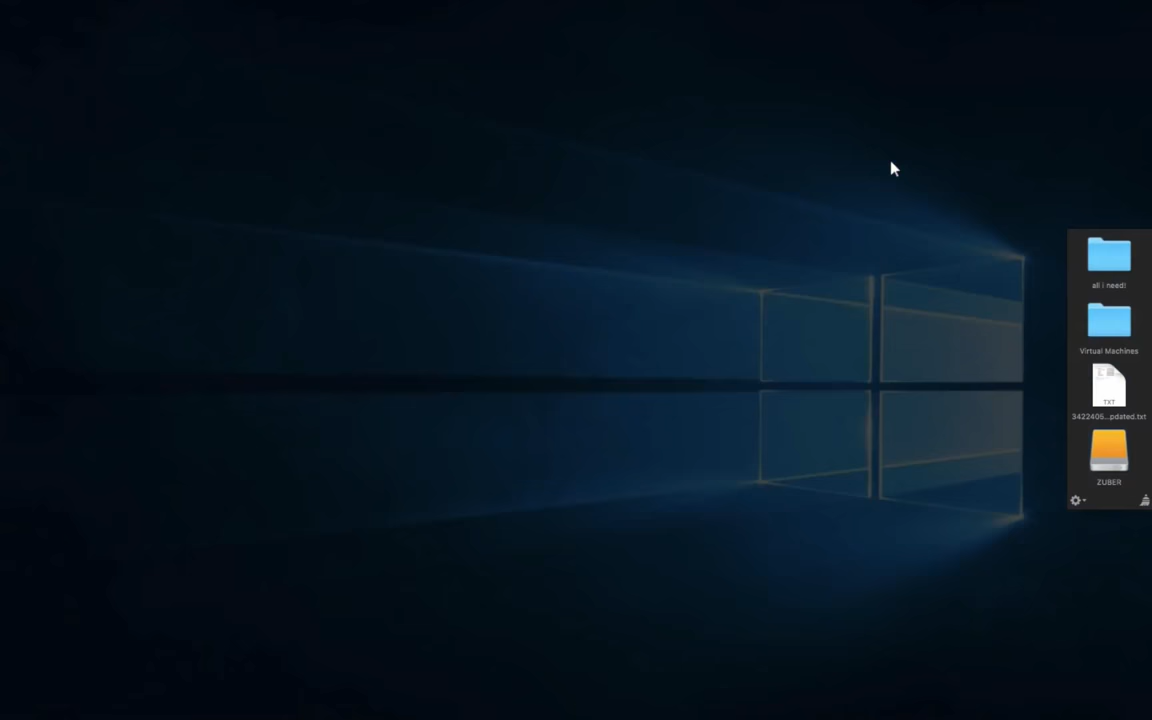 all i need!
Virtual Machines
TXT
3422405...pdated.txt
ZUBER